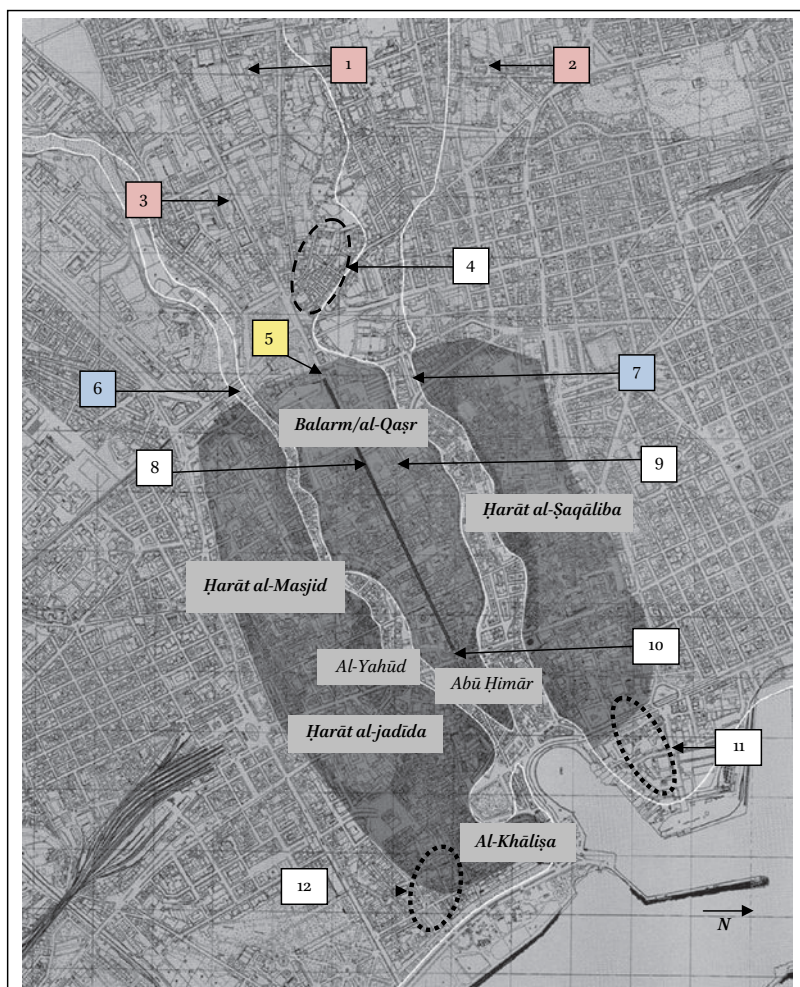 1
2
3
4
5
6
7
Balarm/al-Qaṣr
8
9
Ḥarāt al-Ṣaqāliba
Ḥarāt al-Masjid
10
Al-Yahūd
Abū Ḥimār
Ḥarāt al-jadīda
11
Al-Khāliṣa
12
N